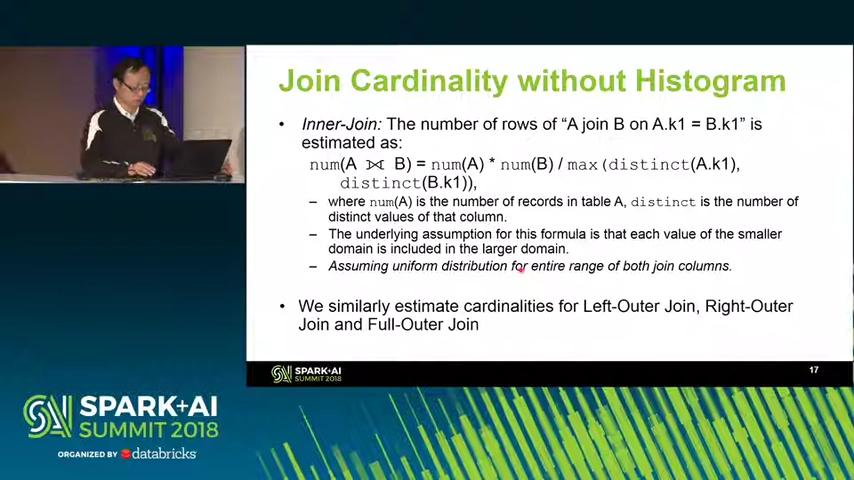 Join Cardinality without Histogram
• Inner-Join: The number of rows of “A join B on A.k1 = B.k1” is
estimated as:
num(A ⋈ B) = num(A) * num(B) / max(distinct(A.k1),
distinct(B.k1)),
– where num(A) is the number of records in table A, distinct is the number of
distinct values of that column.
– The underlying assumption for this formula is that each value of the smaller
domain is included in the larger domain.
– Assuming uniform distribution for entire range of both join columns.
• We similarly estimate cardinalities for Left-Outer Join, Right-Outer
Join and Full-Outer Join
SPARK+AI
SUMMIT 2018
17
SPARK+AI
SUMMIT 2018
ORGANIZED BY databricks